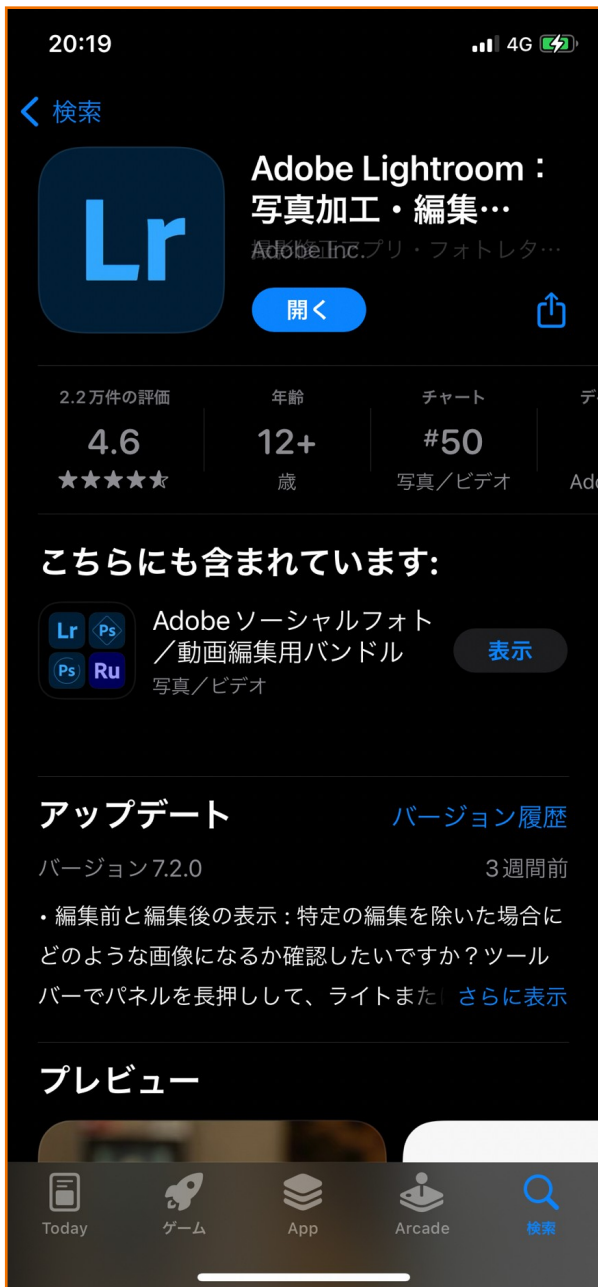 20:19
4G
検索
Lr
Adobe Lightroom：
写真加工・編集…
Adobe Inc.
開く
2.2万件の評価
4.6
年齢
12+
歳
チャート
#50
写真／ビデオ
デ
Ado
こちらにも含まれています:
Lr Ps
Ps Ru
Adobeソーシャルフォト
／動画編集用バンドル
写真／ビデオ
表示
アップデート
バージョン履歴
バージョン 7.2.0
3週間前
• 編集前と編集後の表示 : 特定の編集を除いた場合に
どのような画像になるか確認したいですか？ツール
バーでパネルを長押しして、ライトまた さらに表示
プレビュー
Today
ゲーム
App
Arcade
検索